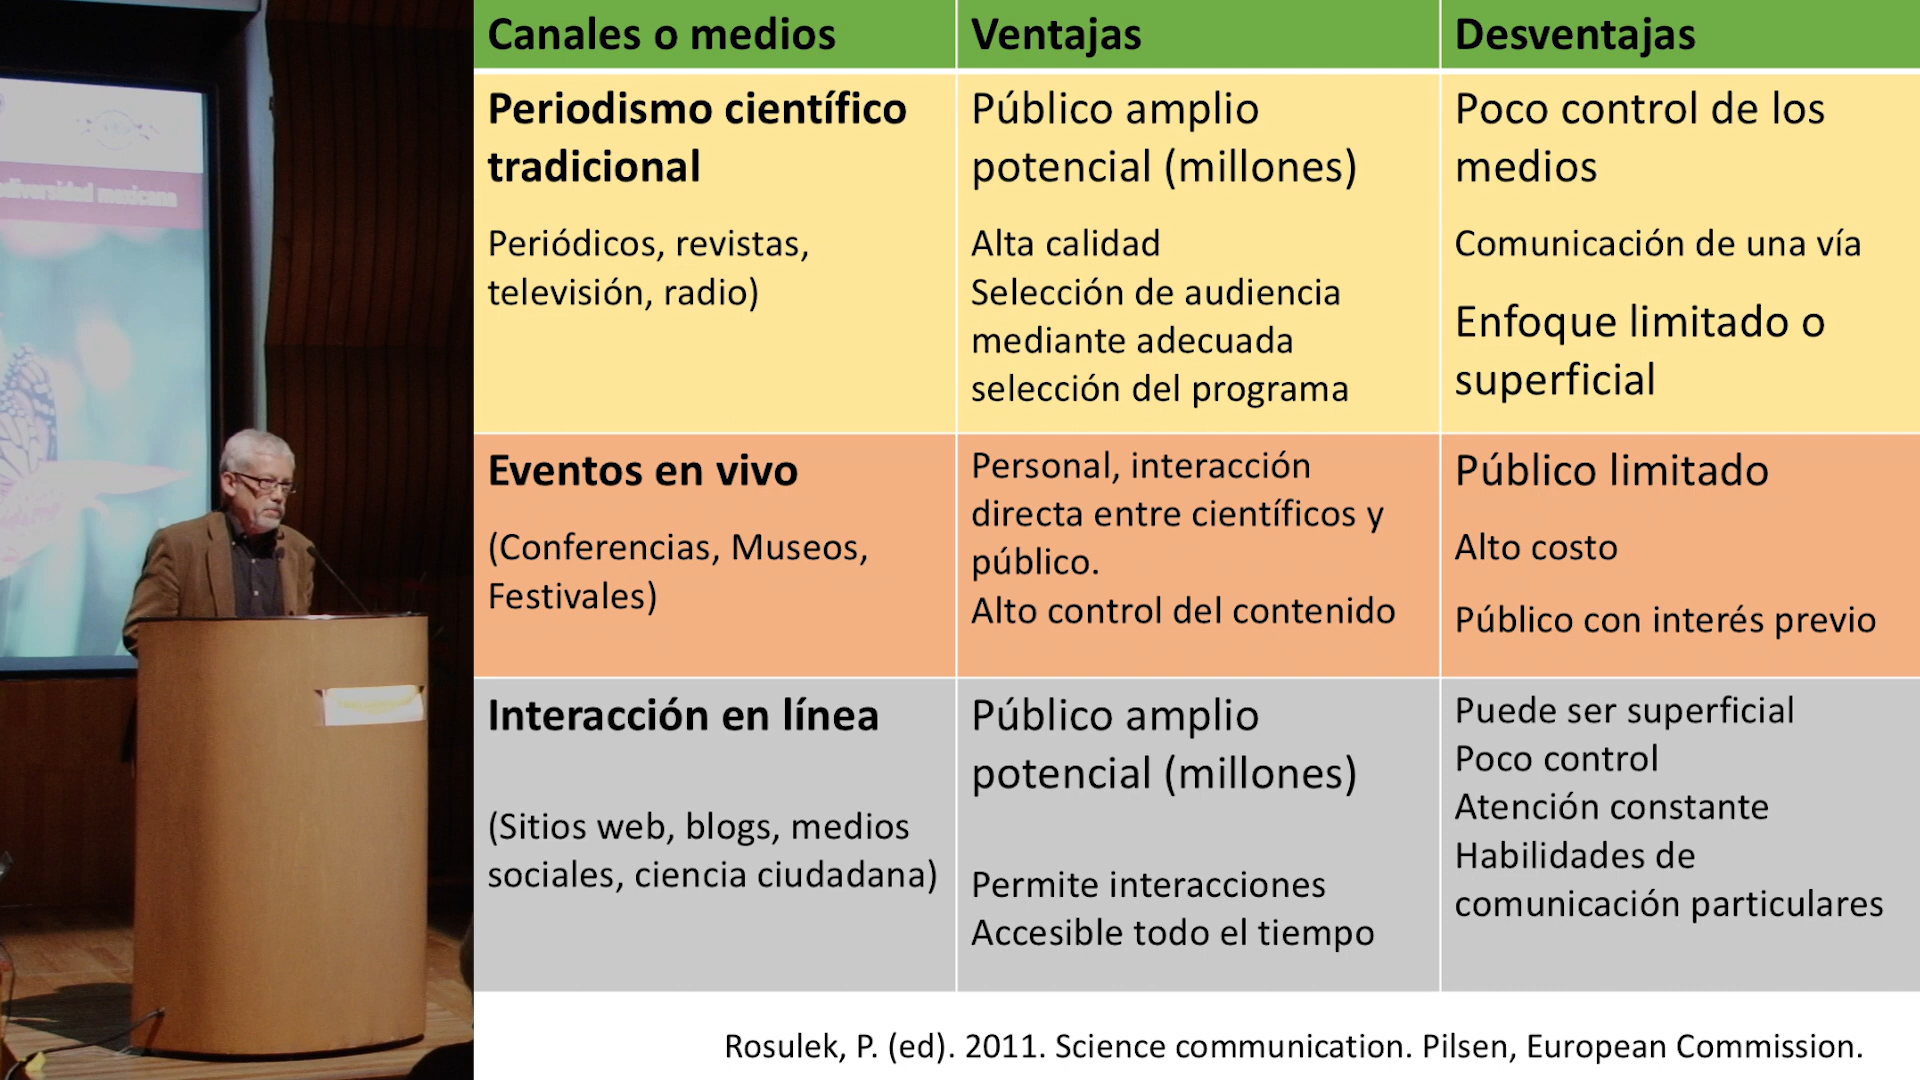 diversidad mexicana
Canales o medios
Ventajas
Desventajas
Periodismo científico
tradicional
Periódicos, revistas,
televisión, radio)
Público amplio
potencial (millones)
Alta calidad
Selección de audiencia
mediante adecuada
selección del programa
Poco control de los
medios
Comunicación de una vía
Enfoque limitado o
superficial
Eventos en vivo
(Conferencias, Museos,
Festivales)
Personal, interacción
directa entre científicos y
público.
Alto control del contenido
Público limitado
Alto costo
Público con interés previo
Interacción en línea
(Sitios web, blogs, medios
sociales, ciencia ciudadana)
Público amplio
potencial (millones)
Permite interacciones
Accesible todo el tiempo
Puede ser superficial
Poco control
Atención constante
Habilidades de
comunicación particulares
Rosulek, P. (ed). 2011. Science communication. Pilsen, European Commission.